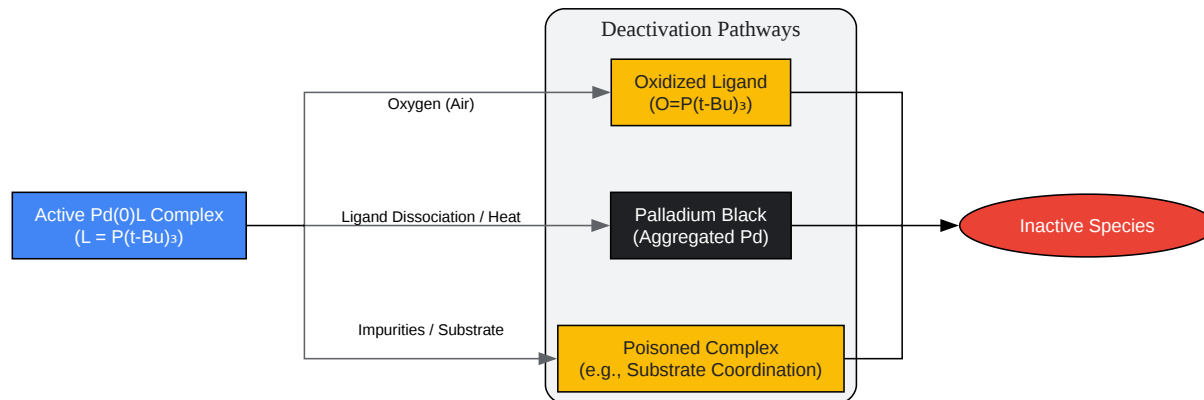 Deactivation Pathways
Oxidized Ligand
(O=P(t-Bu)₃)
Oxygen (Air)
Active Pd(0)L Complex
(L = P(t-Bu)₃)
Ligand Dissociation / Heat
Palladium Black
(Aggregated Pd)
Inactive Species
Impurities / Substrate
Poisoned Complex
(e.g., Substrate Coordination)